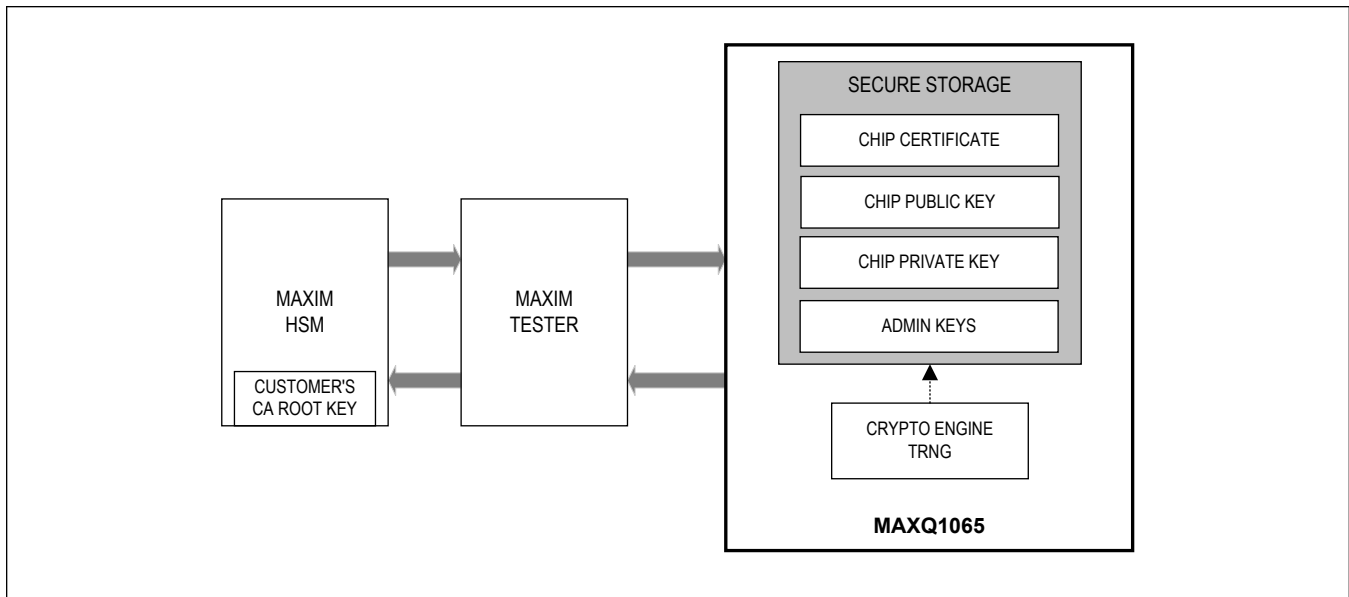 MAXIM
HSM
CUSTOMER'S
CA ROOT KEY
MAXIM
TESTER
SECURE STORAGE
CHIP CERTIFICATE
CHIP PUBLIC KEY
CHIP PRIVATE KEY
ADMIN KEYS
CRYPTO ENGINE
TRNG
MAXQ1065